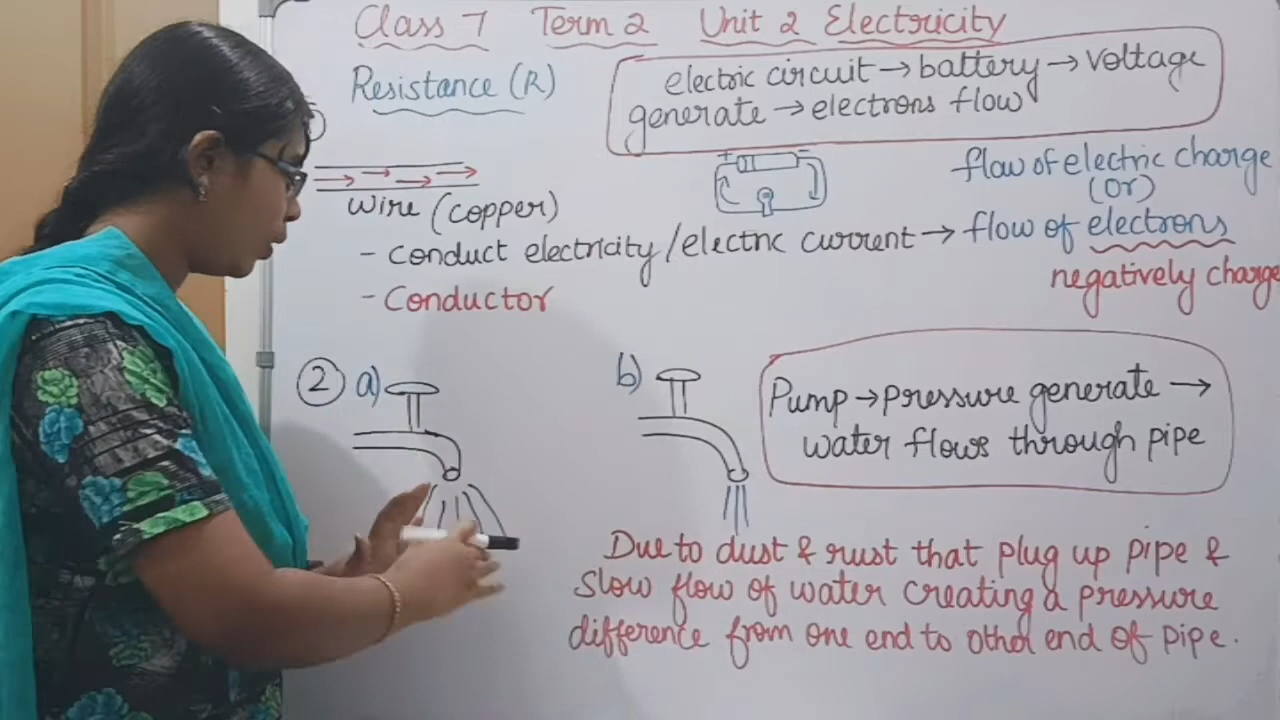 Class 7 Term 2 Unit 2 Electricity
Resistance (R)
electric circuit → battery → voltage
generate → electrons flow
+ -
flow of electric charge
(or)
wire (copper)
- conduct electricity/electric current → flow of electrons
negatively charge
- Conductor
2 a)
b)
Pump → pressure generate →
water flows through pipe
Due to dust & rust that plug up pipe &
slow flow of water creating a pressure
difference from one end to othd end of pipe.